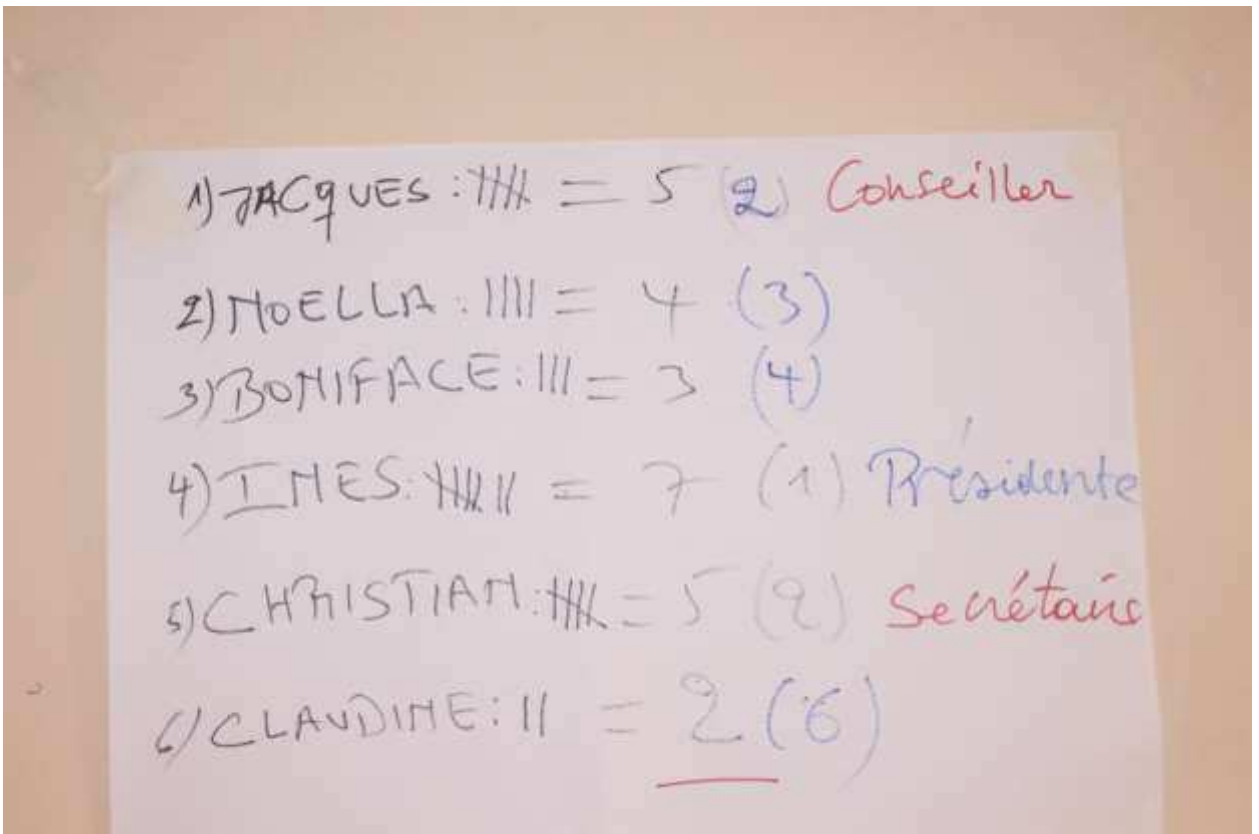 1) JACQUES : 𝍸 = 5 (2) Conseiller
2) NOELLA : |||| = 4 (3)
3) BONIFACE : ||| = 3 (4)
4) INES : 𝍸 || = 7 (1) Présidente
5) CHRISTIAN : 𝍸 = 5 (2) Secrétaire
6) CLAUDINE : || = 2 (6)